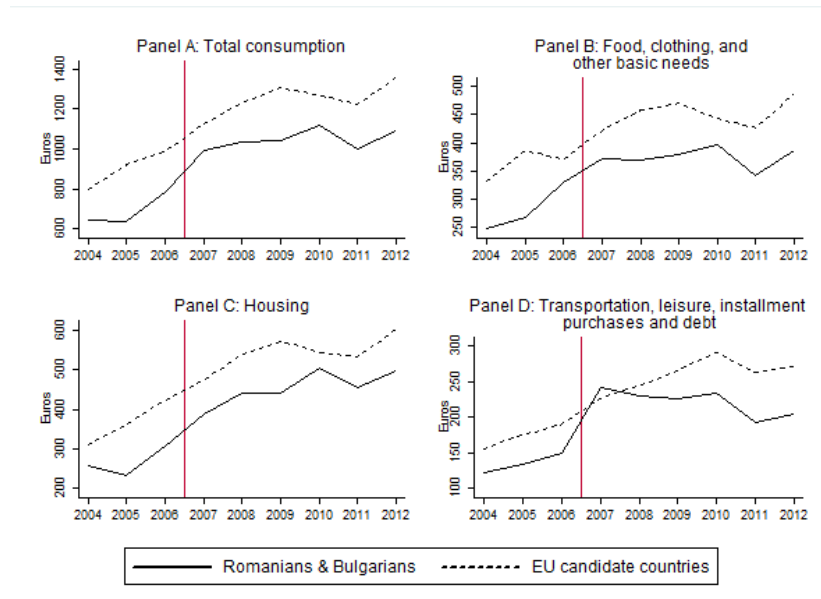 Panel A: Total consumption
Euros
1400
1200
1000
800
600
2004 2005 2006 2007 2008 2009 2010 2011 2012
Panel B: Food, clothing, and
other basic needs
Euros
500
450
400
350
300
250
2004 2005 2006 2007 2008 2009 2010 2011 2012
Panel C: Housing
Euros
600
500
400
300
200
2004 2005 2006 2007 2008 2009 2010 2011 2012
Panel D: Transportation, leisure, installment
purchases and debt
Euros
300
250
200
150
100
2004 2005 2006 2007 2008 2009 2010 2011 2012
Romanians & Bulgarians
EU candidate countries